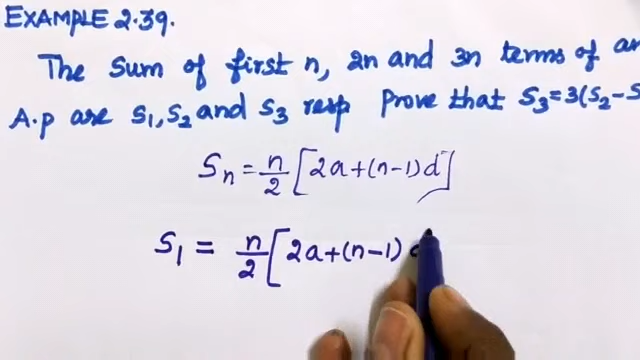 EXAMPLE 2.39.
The Sum of first n, 2n and 3n terms of an
A.p are S₁, S₂ and S₃ resp Prove that S₃=3(S₂-S
Sₙ = n/2 [2a+(n-1)d]
S₁ = n/2 [2a+(n-1)